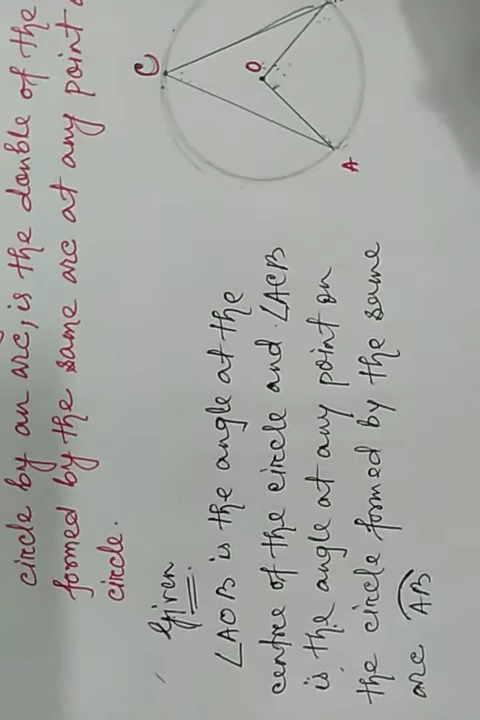 circle by an arc, is the double of the
formed by the same arc at any point
circle.
C
O
A
Given
∠AOB is the angle at the
centre of the circle and ∠ACB
is the angle at any point on
the circle formed by the same
arc AB